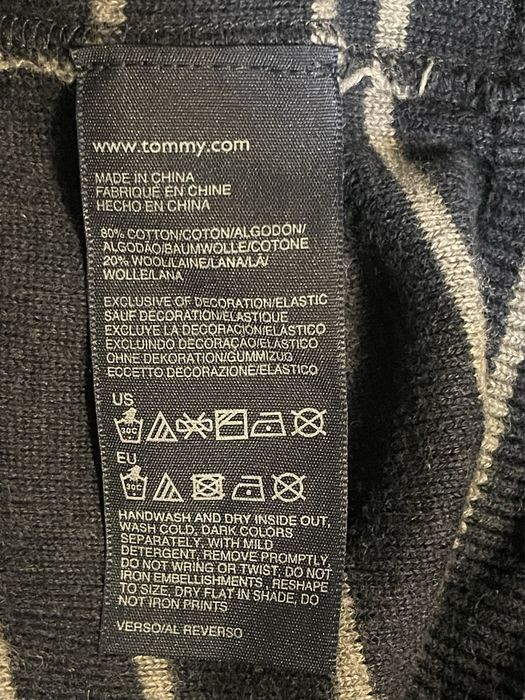 www.tommy.com
MADE IN CHINA
FABRIQUÉ EN CHINE
HECHO EN CHINA
80% COTTON/COTON/ALGODÓN/
ALGODÃO/BAUMWOLLE/COTONE
20% WOOL/LAINE/LANA/LÃ/
WOLLE/LANA
EXCLUSIVE OF DECORATION/ELASTIC
SAUF DÉCORATION/ÉLASTIQUE
EXCLUYE LA DECORACIÓN/ELÁSTICO
EXCLUINDO DECORAÇÃO/ELÁSTICO
OHNE DEKORATION/GUMMIZUG
ECCETTO DECORAZIONE/ELASTICO
US
30C
EU
30C
HANDWASH AND DRY INSIDE OUT,
WASH COLD, DARK COLORS
SEPARATELY, WITH MILD
DETERGENT, REMOVE PROMPTLY,
DO NOT WRING OR TWIST, DO NOT
IRON EMBELLISHMENTS, RESHAPE
TO SIZE, DRY FLAT IN SHADE, DO
NOT IRON PRINTS
VERSO/AL REVERSO